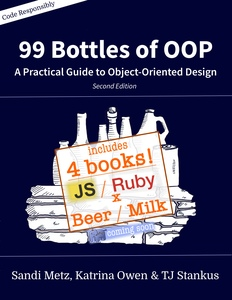 Code Responsibly
99 Bottles of OOP
A Practical Guide to Object-Oriented Design
Second Edition
includes
4 books!
JS / Ruby
x
Beer / Milk
coming soon
Sandi Metz, Katrina Owen & TJ Stankus